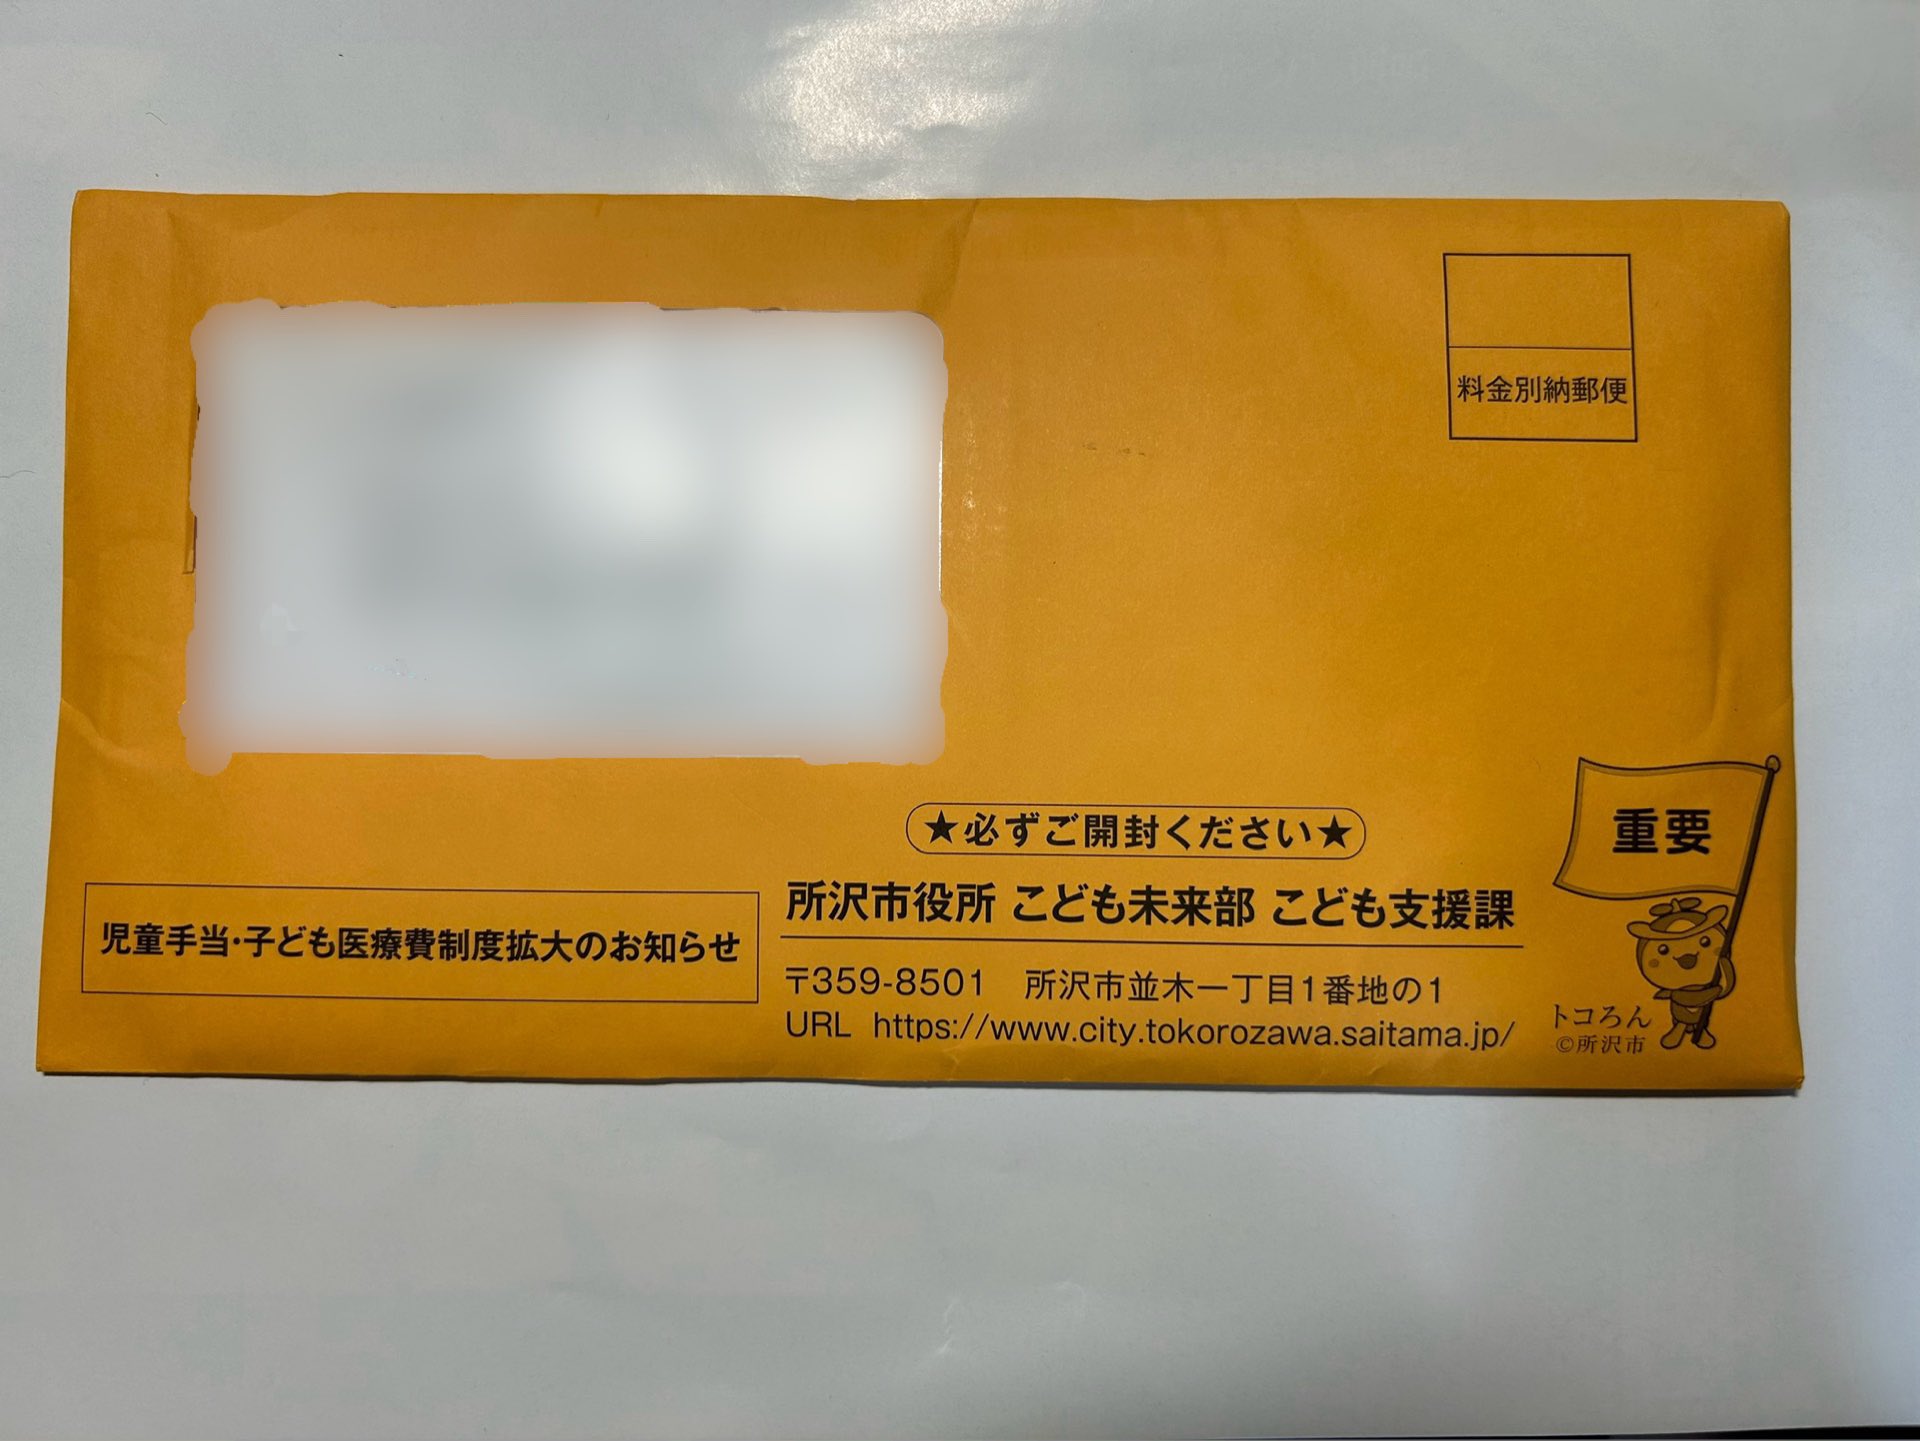 料金別納郵便
★必ずご開封ください★
重要
児童手当・子ども医療費制度拡大のお知らせ
所沢市役所 こども未来部 こども支援課
〒359-8501 所沢市並木一丁目1番地の1
URL https://www.city.tokorozawa.saitama.jp/
トコろん
©所沢市